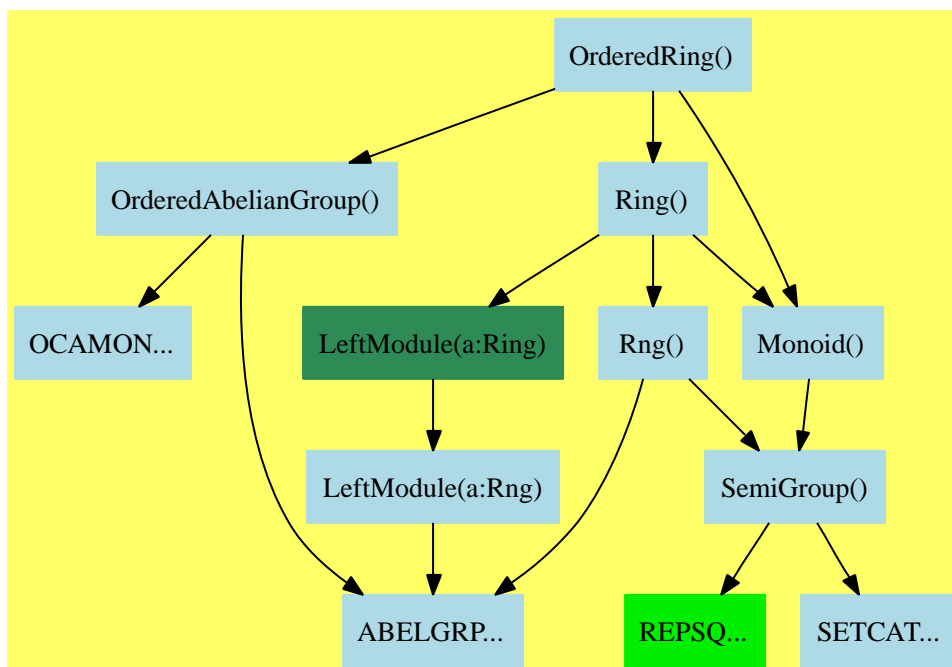 OrderedRing()
OrderedAbelianGroup()
Ring()
OCAMON...
LeftModule(a:Ring)
Rng()
Monoid()
LeftModule(a:Rng)
SemiGroup()
ABELGRP...
REPSQ...
SETCAT...